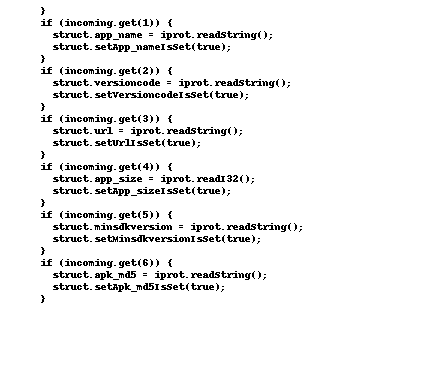 }
if (incoming.get(1)) {
struct.app_name = iprot.readString();
struct.setApp_nameIsSet(true);
}
if (incoming.get(2)) {
struct.versioncode = iprot.readString();
struct.setVersioncodeIsSet(true);
}
if (incoming.get(3)) {
struct.url = iprot.readString();
struct.setUrlIsSet(true);
}
if (incoming.get(4)) {
struct.app_size = iprot.readI32();
struct.setApp_sizeIsSet(true);
}
if (incoming.get(5)) {
struct.minsdkversion = iprot.readString();
struct.setMinsdkversionIsSet(true);
}
if (incoming.get(6)) {
struct.apk_md5 = iprot.readString();
struct.setApk_md5IsSet(true);
}